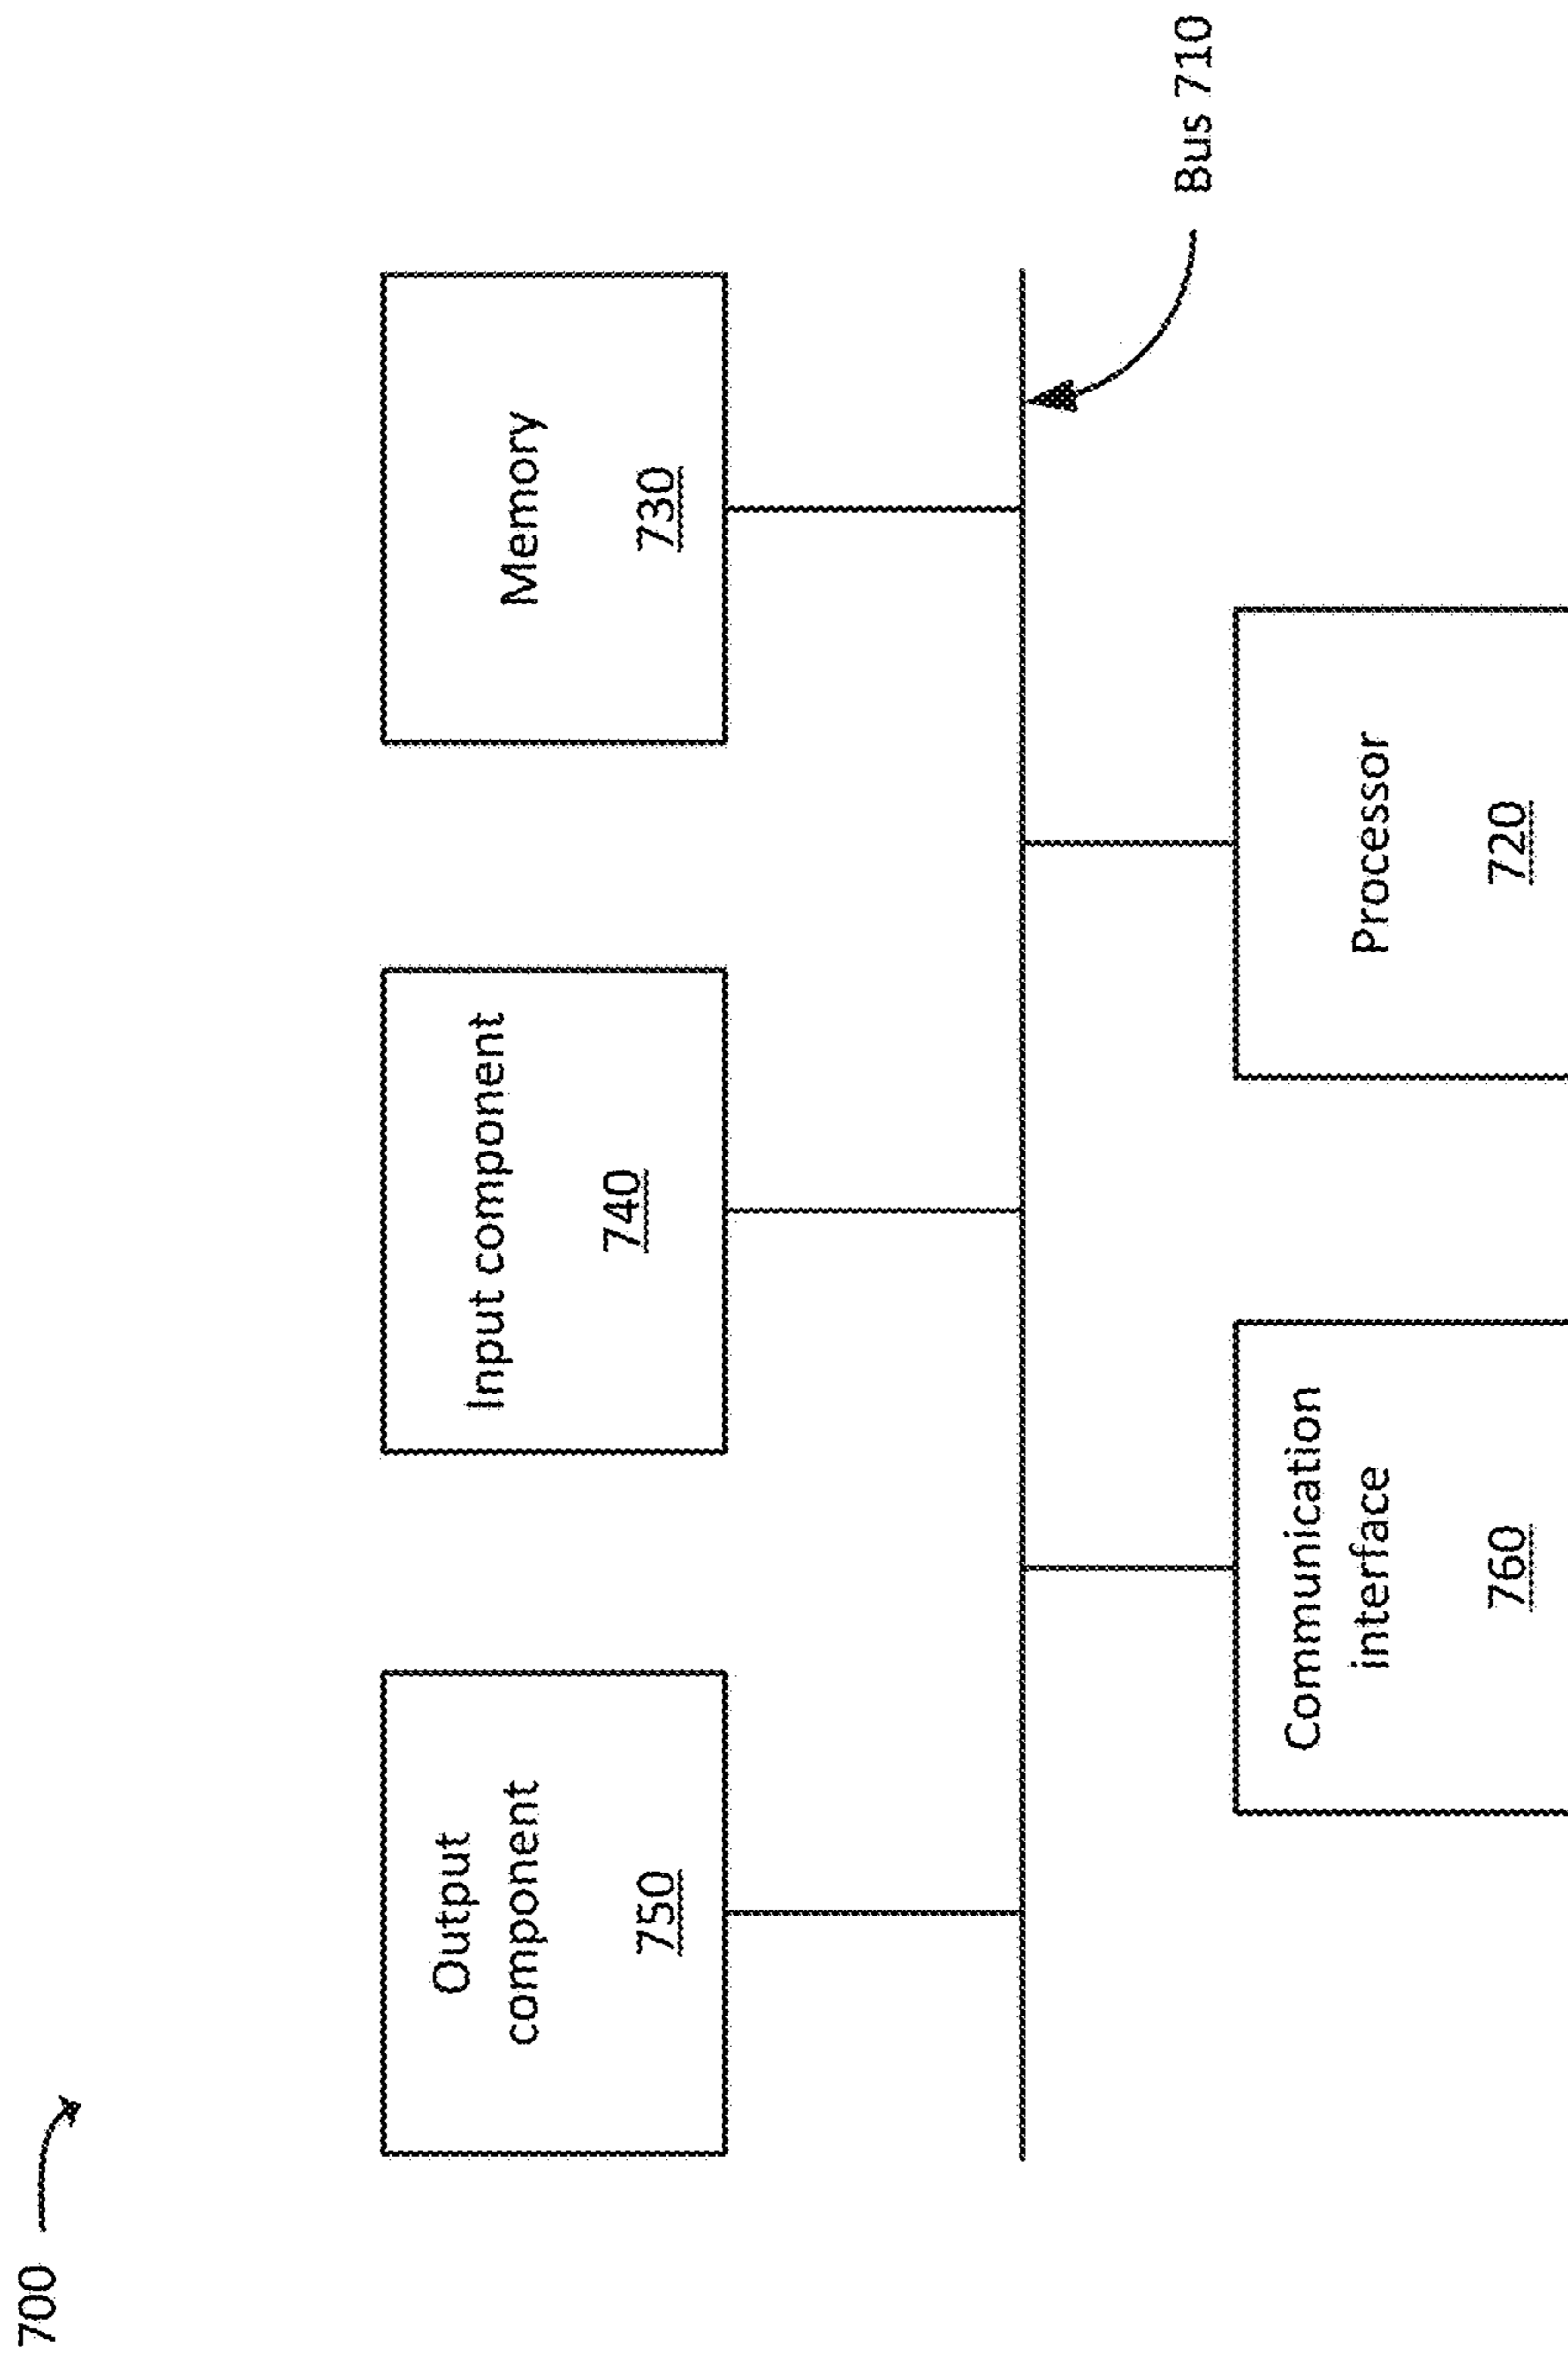 700
Output
component
750
Input component
740
Memory
730
Bus 710
Communication
interface
760
Processor
720